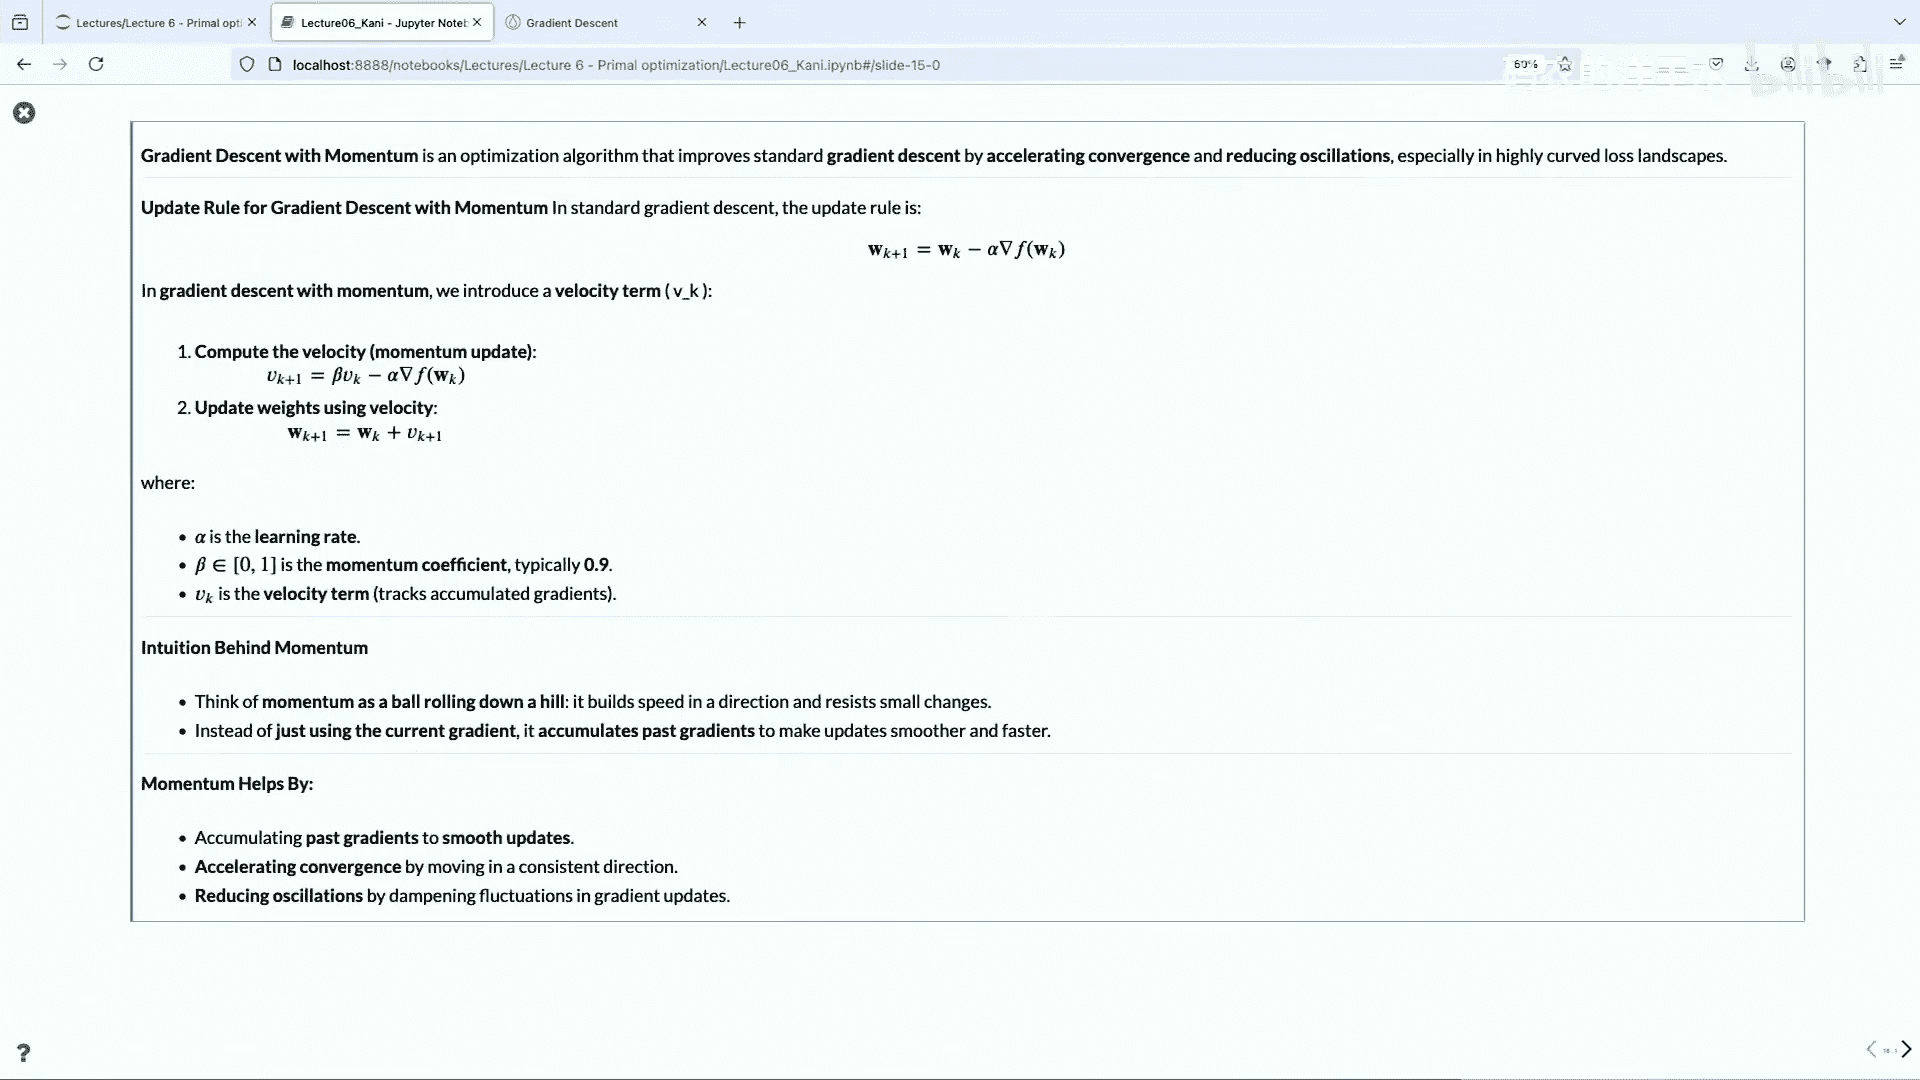 Lectures/Lecture 6 - Primal opti
Lecture06_Kani - Jupyter Note
Gradient Descent
localhost:8888/notebooks/Lectures/Lecture 6 - Primal optimization/Lecture06_Kani.ipynb#/slide-15-0
60%
bilibili
Gradient Descent with Momentum is an optimization algorithm that improves standard gradient descent by accelerating convergence and reducing oscillations, especially in highly curved loss landscapes.
Update Rule for Gradient Descent with Momentum In standard gradient descent, the update rule is:
w_{k+1} = w_k − α∇f(w_k)
In gradient descent with momentum, we introduce a velocity term ( v_k ):
1. Compute the velocity (momentum update):
v_{k+1} = βv_k − α∇f(w_k)
2. Update weights using velocity:
w_{k+1} = w_k + v_{k+1}
where:
• α is the learning rate.
• β ∈ [0, 1] is the momentum coefficient, typically 0.9.
• v_k is the velocity term (tracks accumulated gradients).
Intuition Behind Momentum
• Think of momentum as a ball rolling down a hill: it builds speed in a direction and resists small changes.
• Instead of just using the current gradient, it accumulates past gradients to make updates smoother and faster.
Momentum Helps By:
• Accumulating past gradients to smooth updates.
• Accelerating convergence by moving in a consistent direction.
• Reducing oscillations by dampening fluctuations in gradient updates.
?